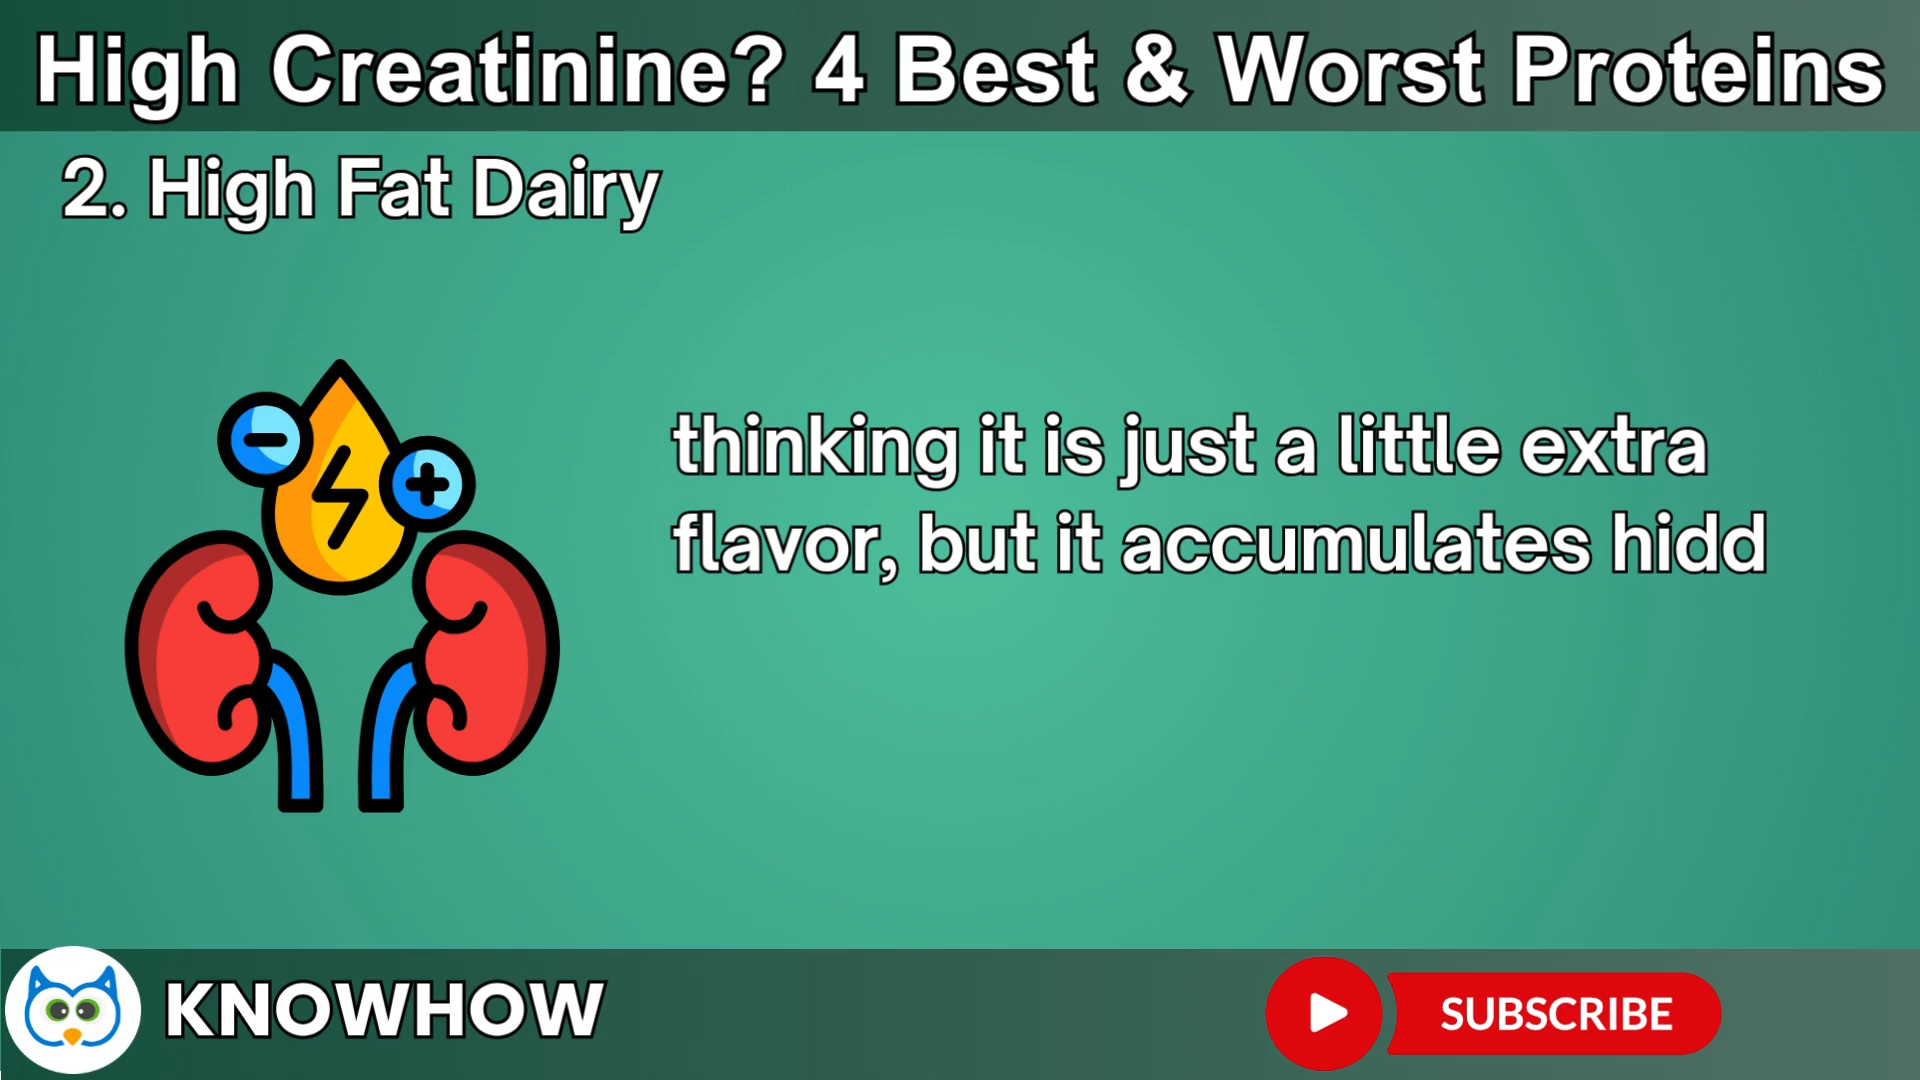 High Creatinine? 4 Best & Worst Proteins
2. High Fat Dairy
thinking it is just a little extra
flavor, but it accumulates hidd
KNOWHOW
SUBSCRIBE